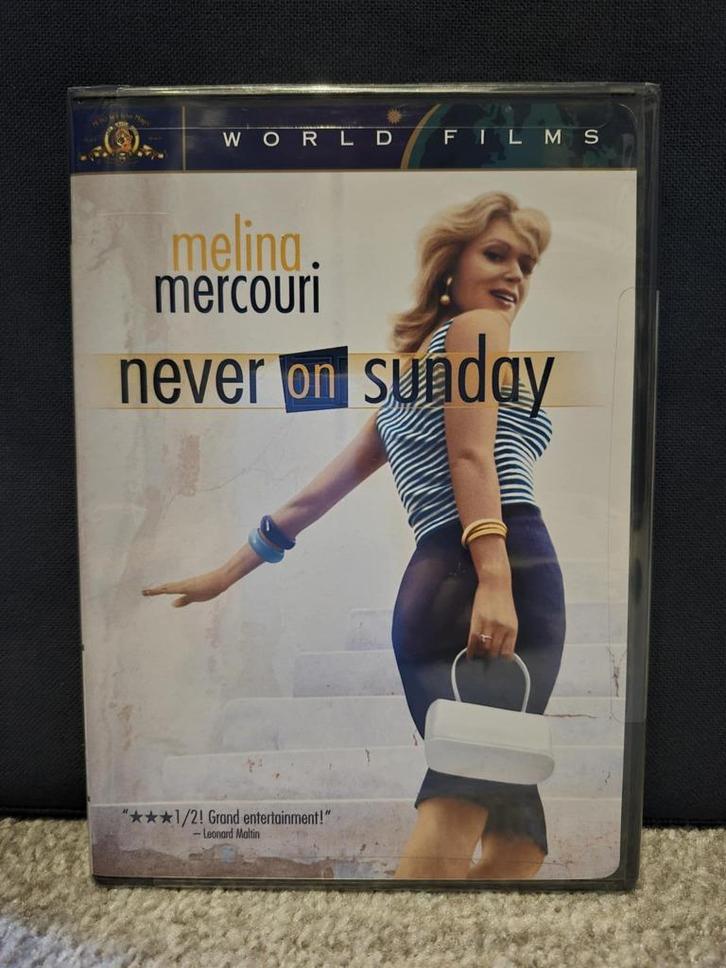 WORLD FILMS
melina
mercouri
never on sunday
"★★★1/2! Grand entertainment!"
– Leonard Maltin